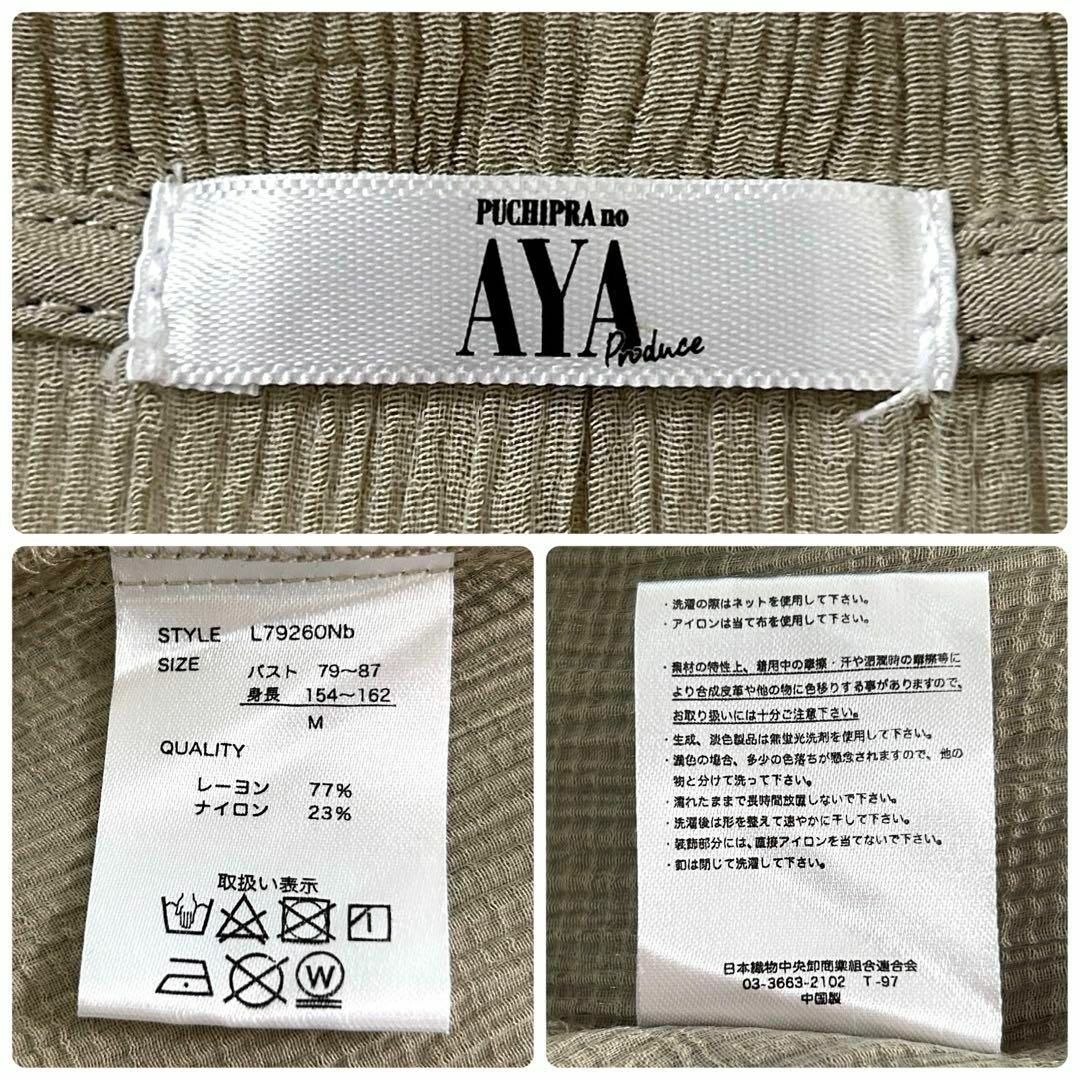 PUCHIPRA no
AYA
Produce
STYLE L79260Nb
SIZE バスト 79〜87
身長 154〜162
M
QUALITY
レーヨン 77%
ナイロン 23%
取扱い表示
W
・洗濯の際はネットを使用して下さい。
・アイロンは当て布を使用して下さい。
・素材の特性上、着用中の摩擦・汗や湿潤時の摩擦等に
より合成皮革や他の物に色移りする事がありますので、
お取り扱いには十分ご注意下さい。
・生成、淡色製品は無蛍光洗剤を使用して下さい。
・濃色の場合、多少の色落ちが懸念されますので、他の
物と分けて洗って下さい。
・濡れたままで長時間放置しないで下さい。
・洗濯後は形を整えて速やかに干して下さい。
・装飾部分には、直接アイロンを当てないで下さい。
・釦は閉じて洗濯して下さい。
日本織物中央卸商業組合連合会
03-3663-2102 T-97
中国製